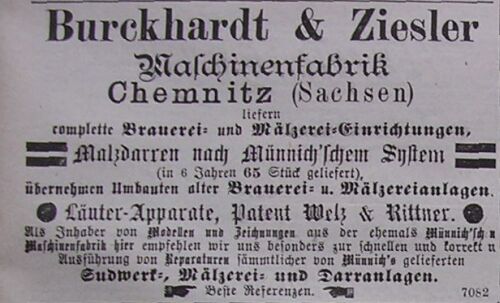 Burckhardt & Ziesler
Maschinenfabrik
Chemnitz (Sachsen)
liefern
complette Brauerei- und Mälzerei-Einrichtungen,
Malzdarren nach Münnich'schem System
(in 6 Jahren 65 Stück geliefert),
übernehmen Umbauten alter Brauerei- u. Mälzereianlagen.
Läuter-Apparate, Patent Welz & Rittner.
Als Inhaber von Modellen und Zeichnungen aus der ehemals Münnich'sch n
Maschinenfabrik hier empfehlen wir uns besonders zur schnellen und korrekt n
Ausführung von Reparaturen sämmtlicher von Münnich's gelieferten
Sudwerk-, Mälzerei- und Darranlagen.
Beste Referenzen.
7082